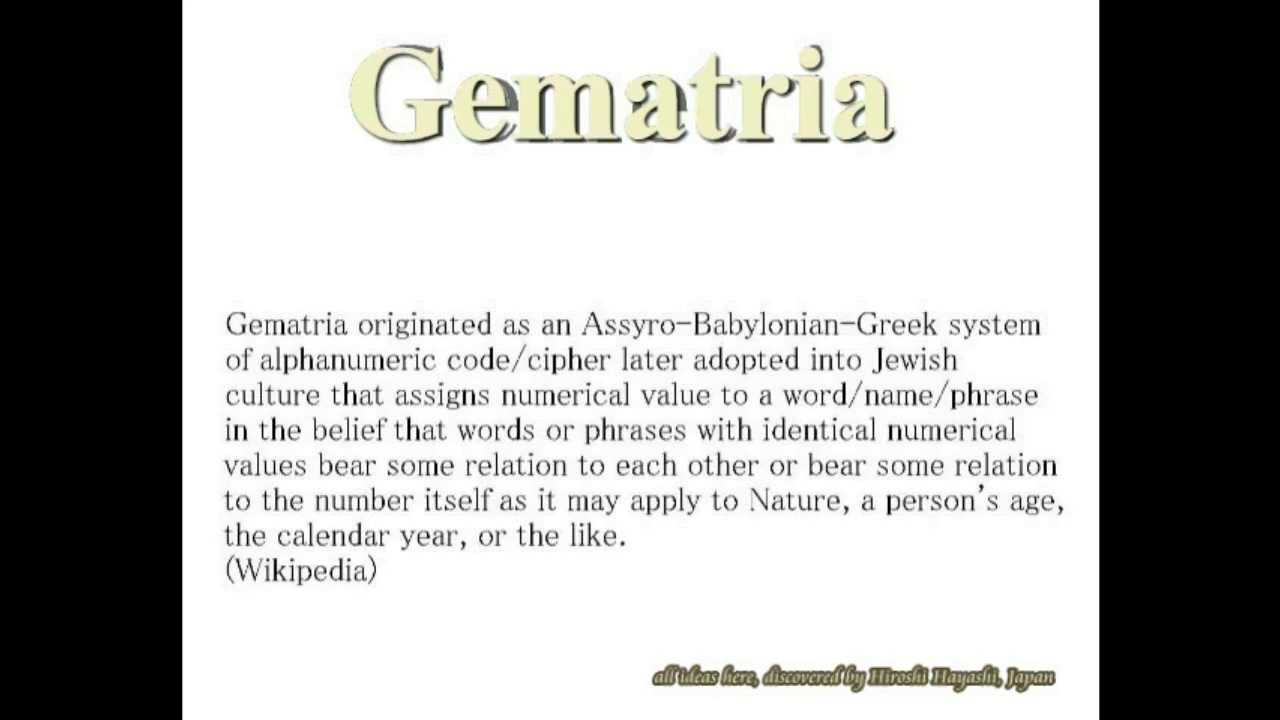 Gematria
Gematria originated as an Assyro-Babylonian-Greek system
of alphanumeric code/cipher later adopted into Jewish
culture that assigns numerical value to a word/name/phrase
in the belief that words or phrases with identical numerical
values bear some relation to each other or bear some relation
to the number itself as it may apply to Nature, a person's age,
the calendar year, or the like.
(Wikipedia)
all ideas here, discovered by Hiroshi Hayashi, Japan